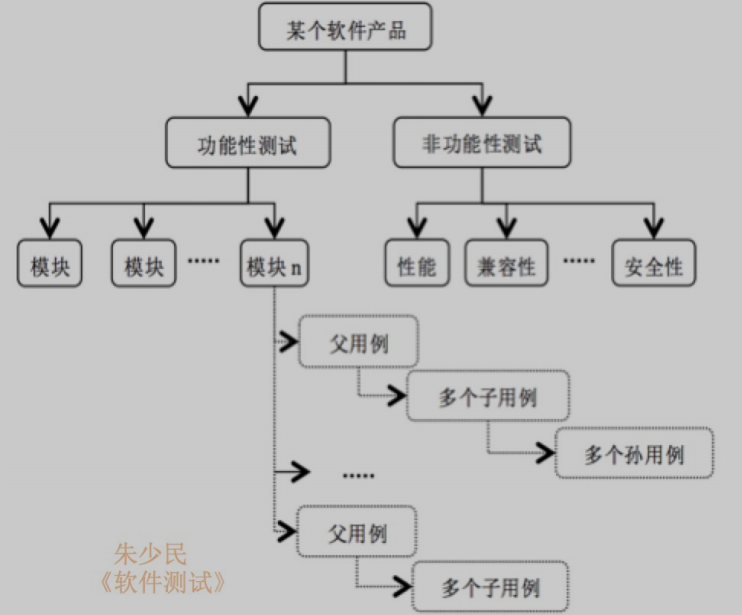 某个软件产品
功能性测试
非功能性测试
模块
模块
.....
模块 n
性能
兼容性
.....
安全性
父用例
多个子用例
多个孙用例
.....
父用例
多个子用例
朱少民
《软件测试》